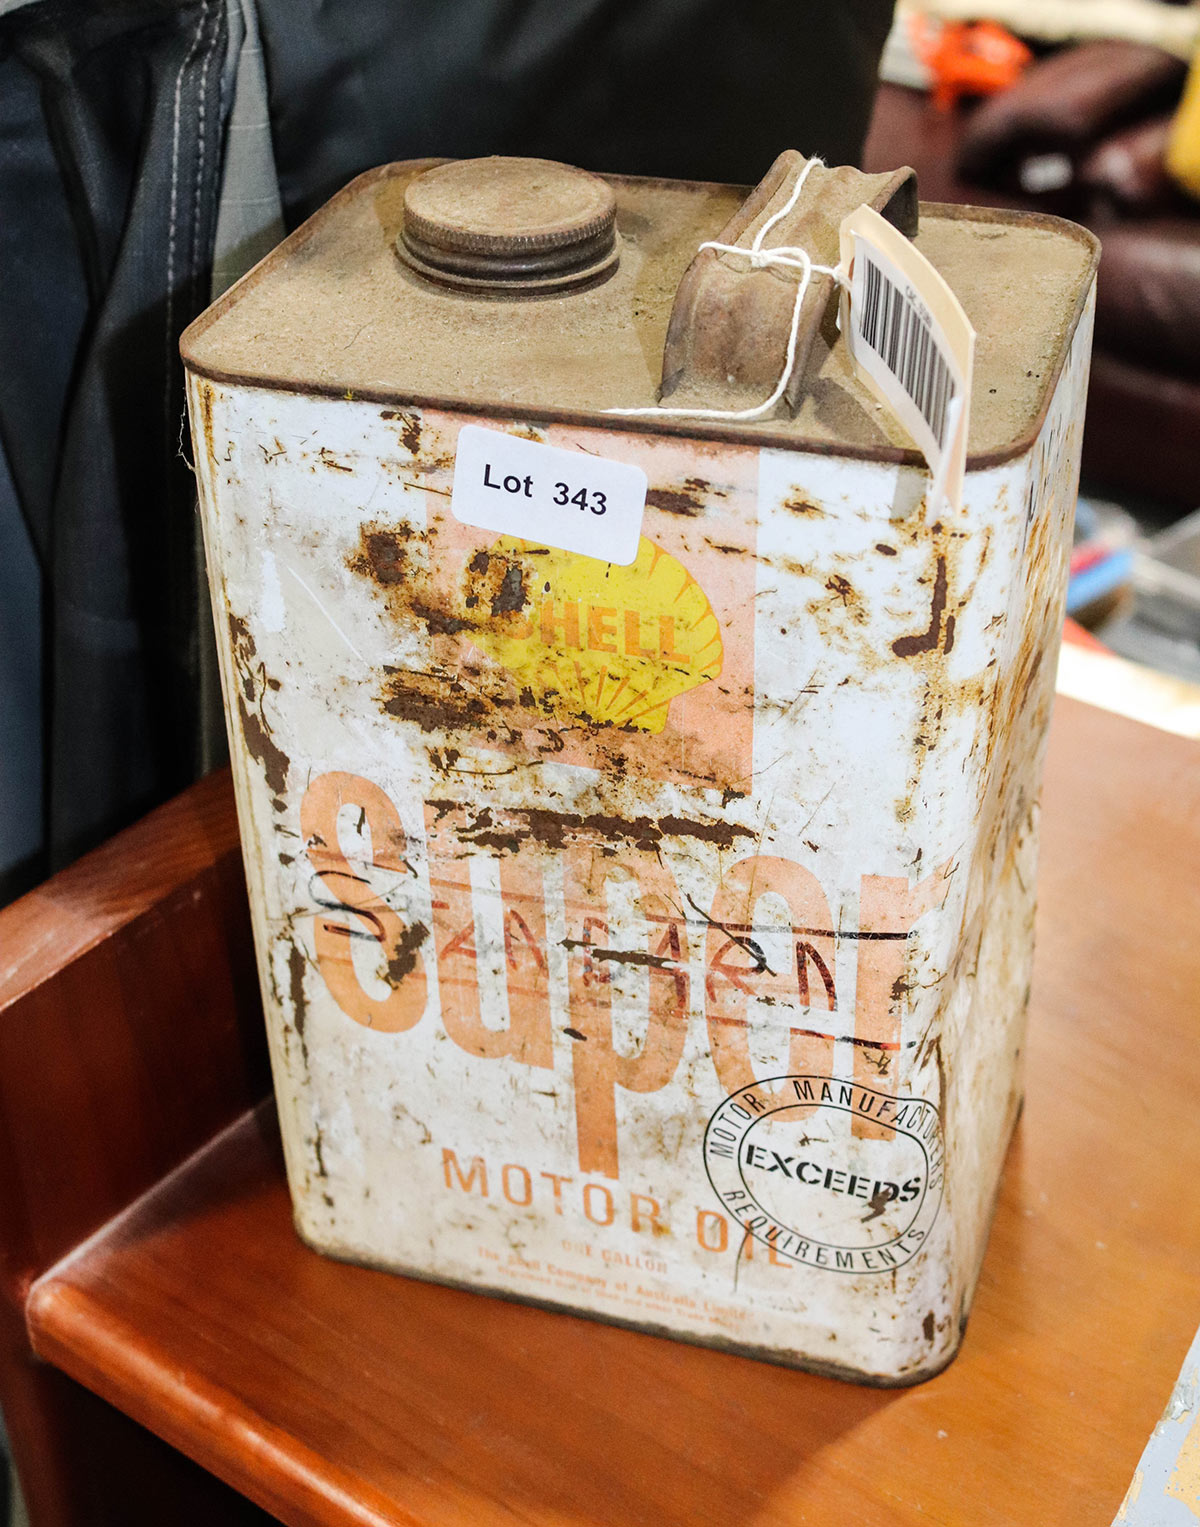 Lot 343
SHELL
Super
MOTOR OIL
MOTOR MANUFACTURERS
EXCEEDS
REQUIREMENTS
ONE GALLON
The Shell Company of Australia Limited